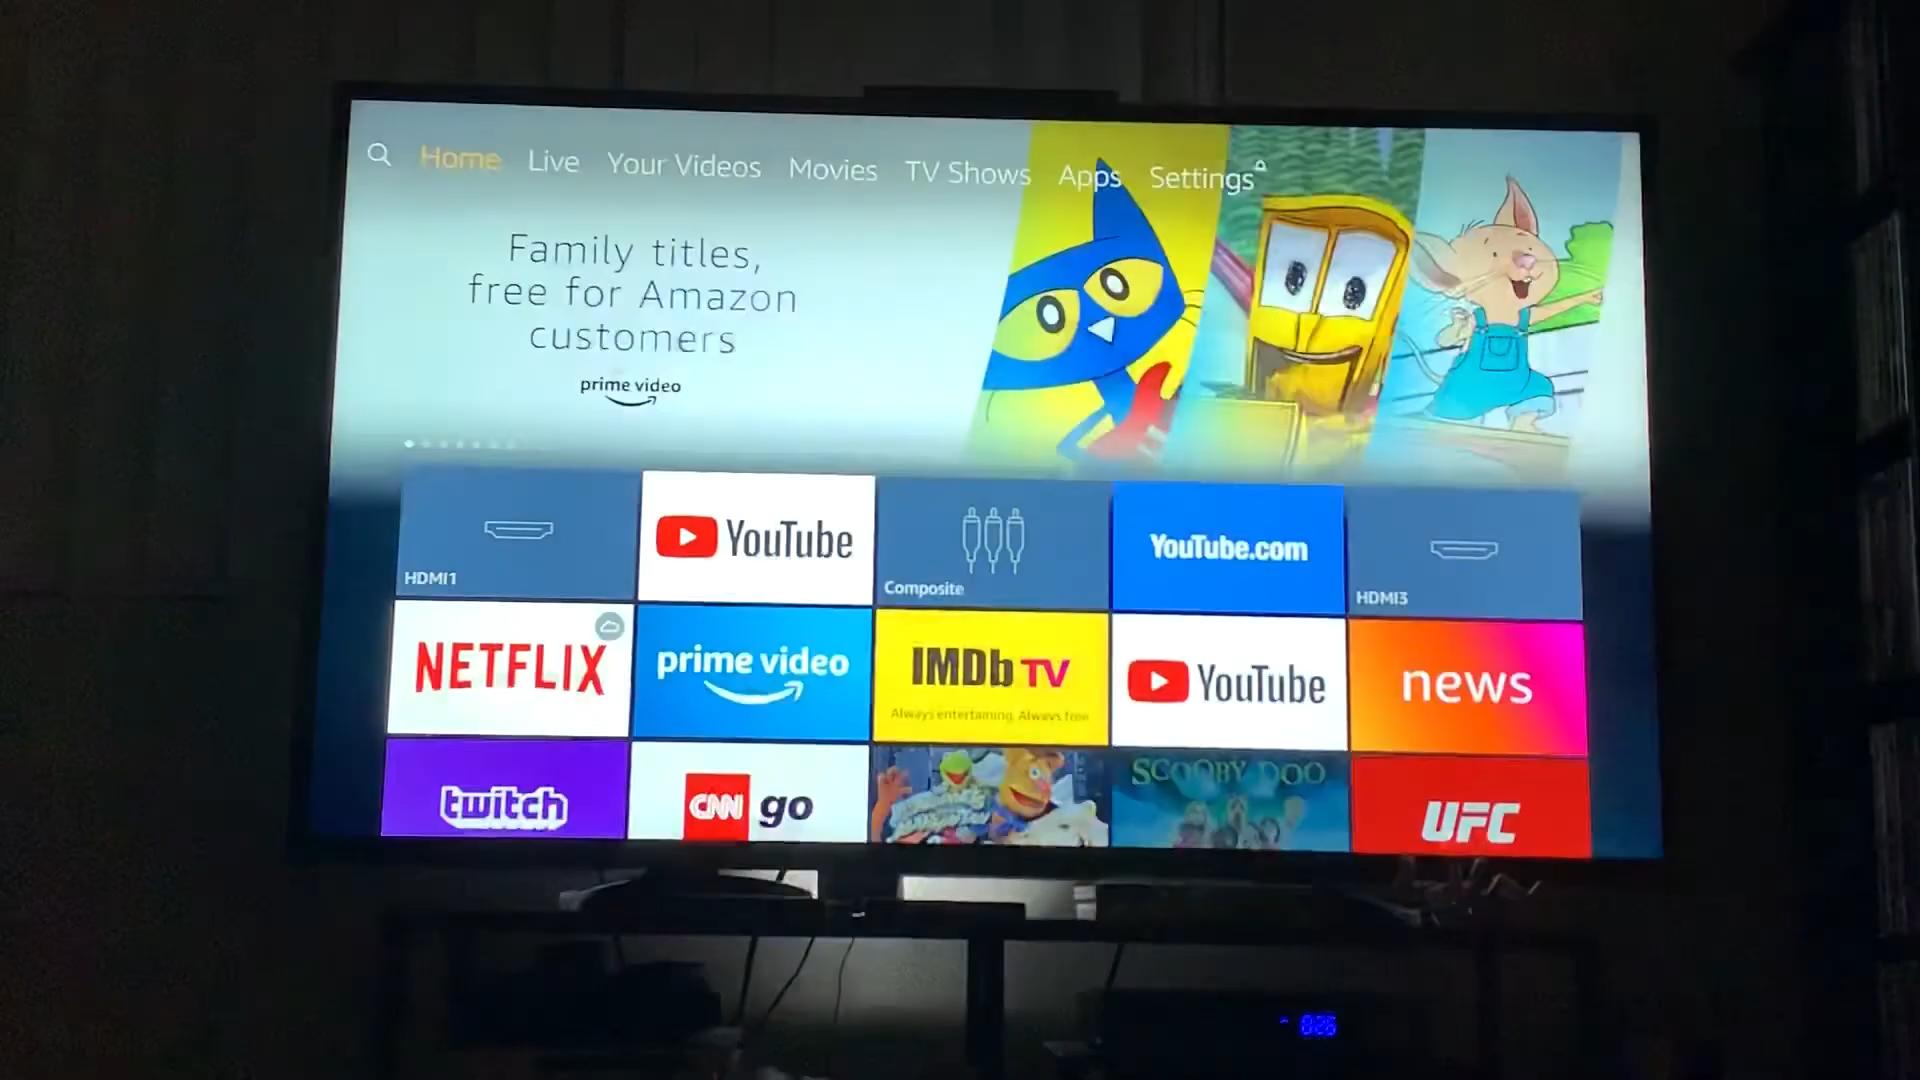 Home Live Your Videos Movies TV Shows Apps Settings
Family titles,
free for Amazon
customers
prime video
HDMI1
YouTube
Composite
YouTube.com
HDMI3
NETFLIX
prime video
IMDb TV
Always entertaining. Always free
YouTube
news
twitch
CNN go
SCOOBY DOO
UFC